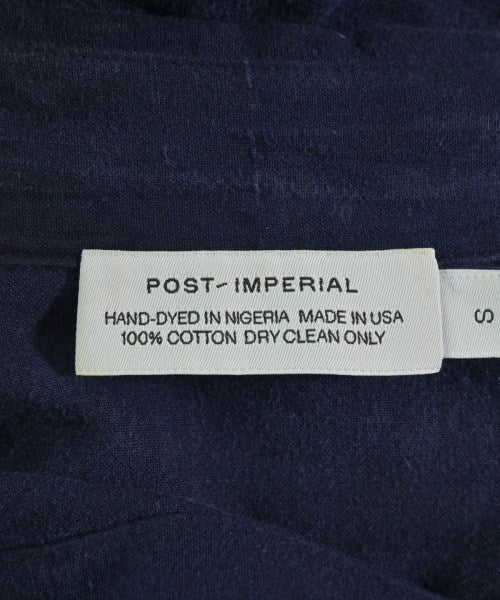 POST-IMPERIAL
HAND-DYED IN NIGERIA MADE IN USA
100% COTTON DRY CLEAN ONLY
S